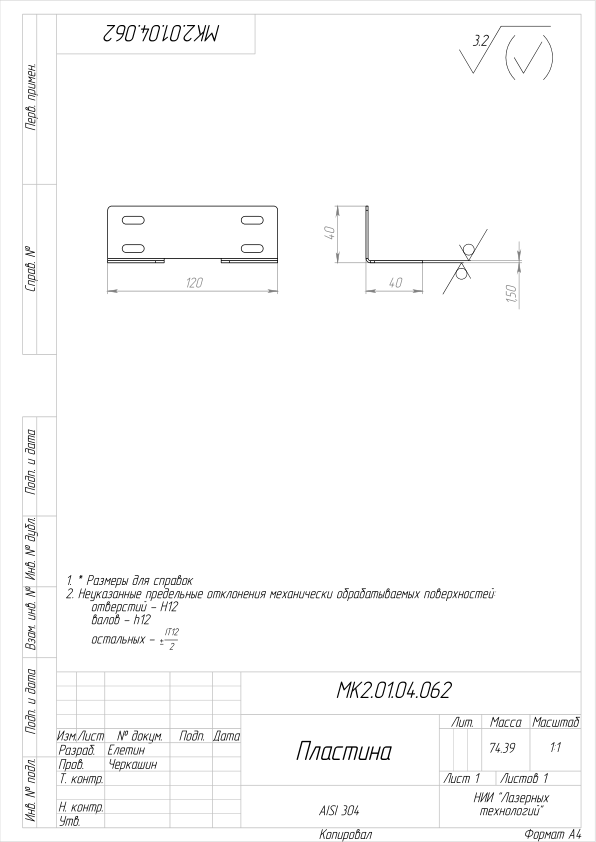 МК2.01.04.062
3.2
Перв. примен.
Справ. №
Подп. и дата
Инв. № дубл.
Взам. инв. №
Подп. и дата
Инв. № подл.
40
120
40
1,50
1. * Размеры для справок
2. Неуказанные предельные отклонения механически обрабатываемых поверхностей:
отверстий – Н12
валов – h12
остальных – ± IT12
2
МК2.01.04.062
Изм. Лист № докум. Подп. Дата
Разраб. Елетин
Пров. Черкашин
Т. контр.
Н. контр.
Утв.
Пластина
AISI 304
Лит. Масса Масштаб
74.39 1:1
Лист 1 Листов 1
НИИ "Лазерных
технологий"
Копировал Формат А4